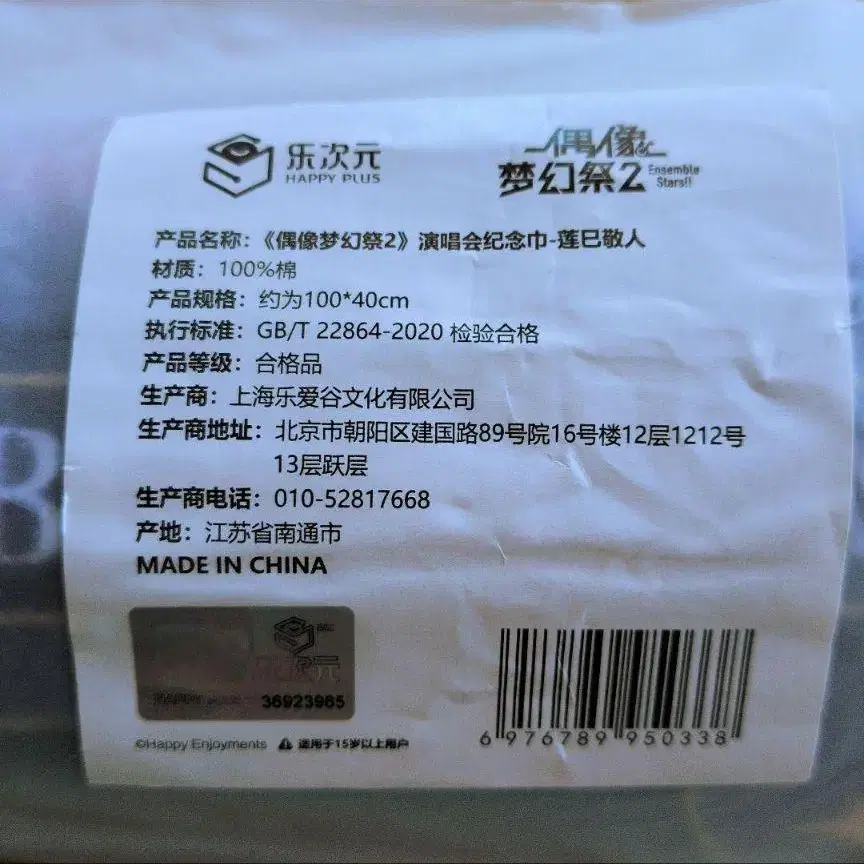 乐次元
HAPPY PLUS
偶像
梦幻祭2
Ensemble
Stars!!
产品名称：《偶像梦幻祭2》演唱会纪念巾-莲巳敬人
材质：100%棉
产品规格：约为100*40cm
执行标准：GB/T 22864-2020 检验合格
产品等级：合格品
生产商：上海乐爱谷文化有限公司
生产商地址：北京市朝阳区建国路89号院16号楼12层1212号
13层跃层
生产商电话：010-52817668
产地：江苏省南通市
MADE IN CHINA
乐次元
HAPPY
36923985
©Happy Enjoyments
适用于15岁以上用户
6 976789 950338
B